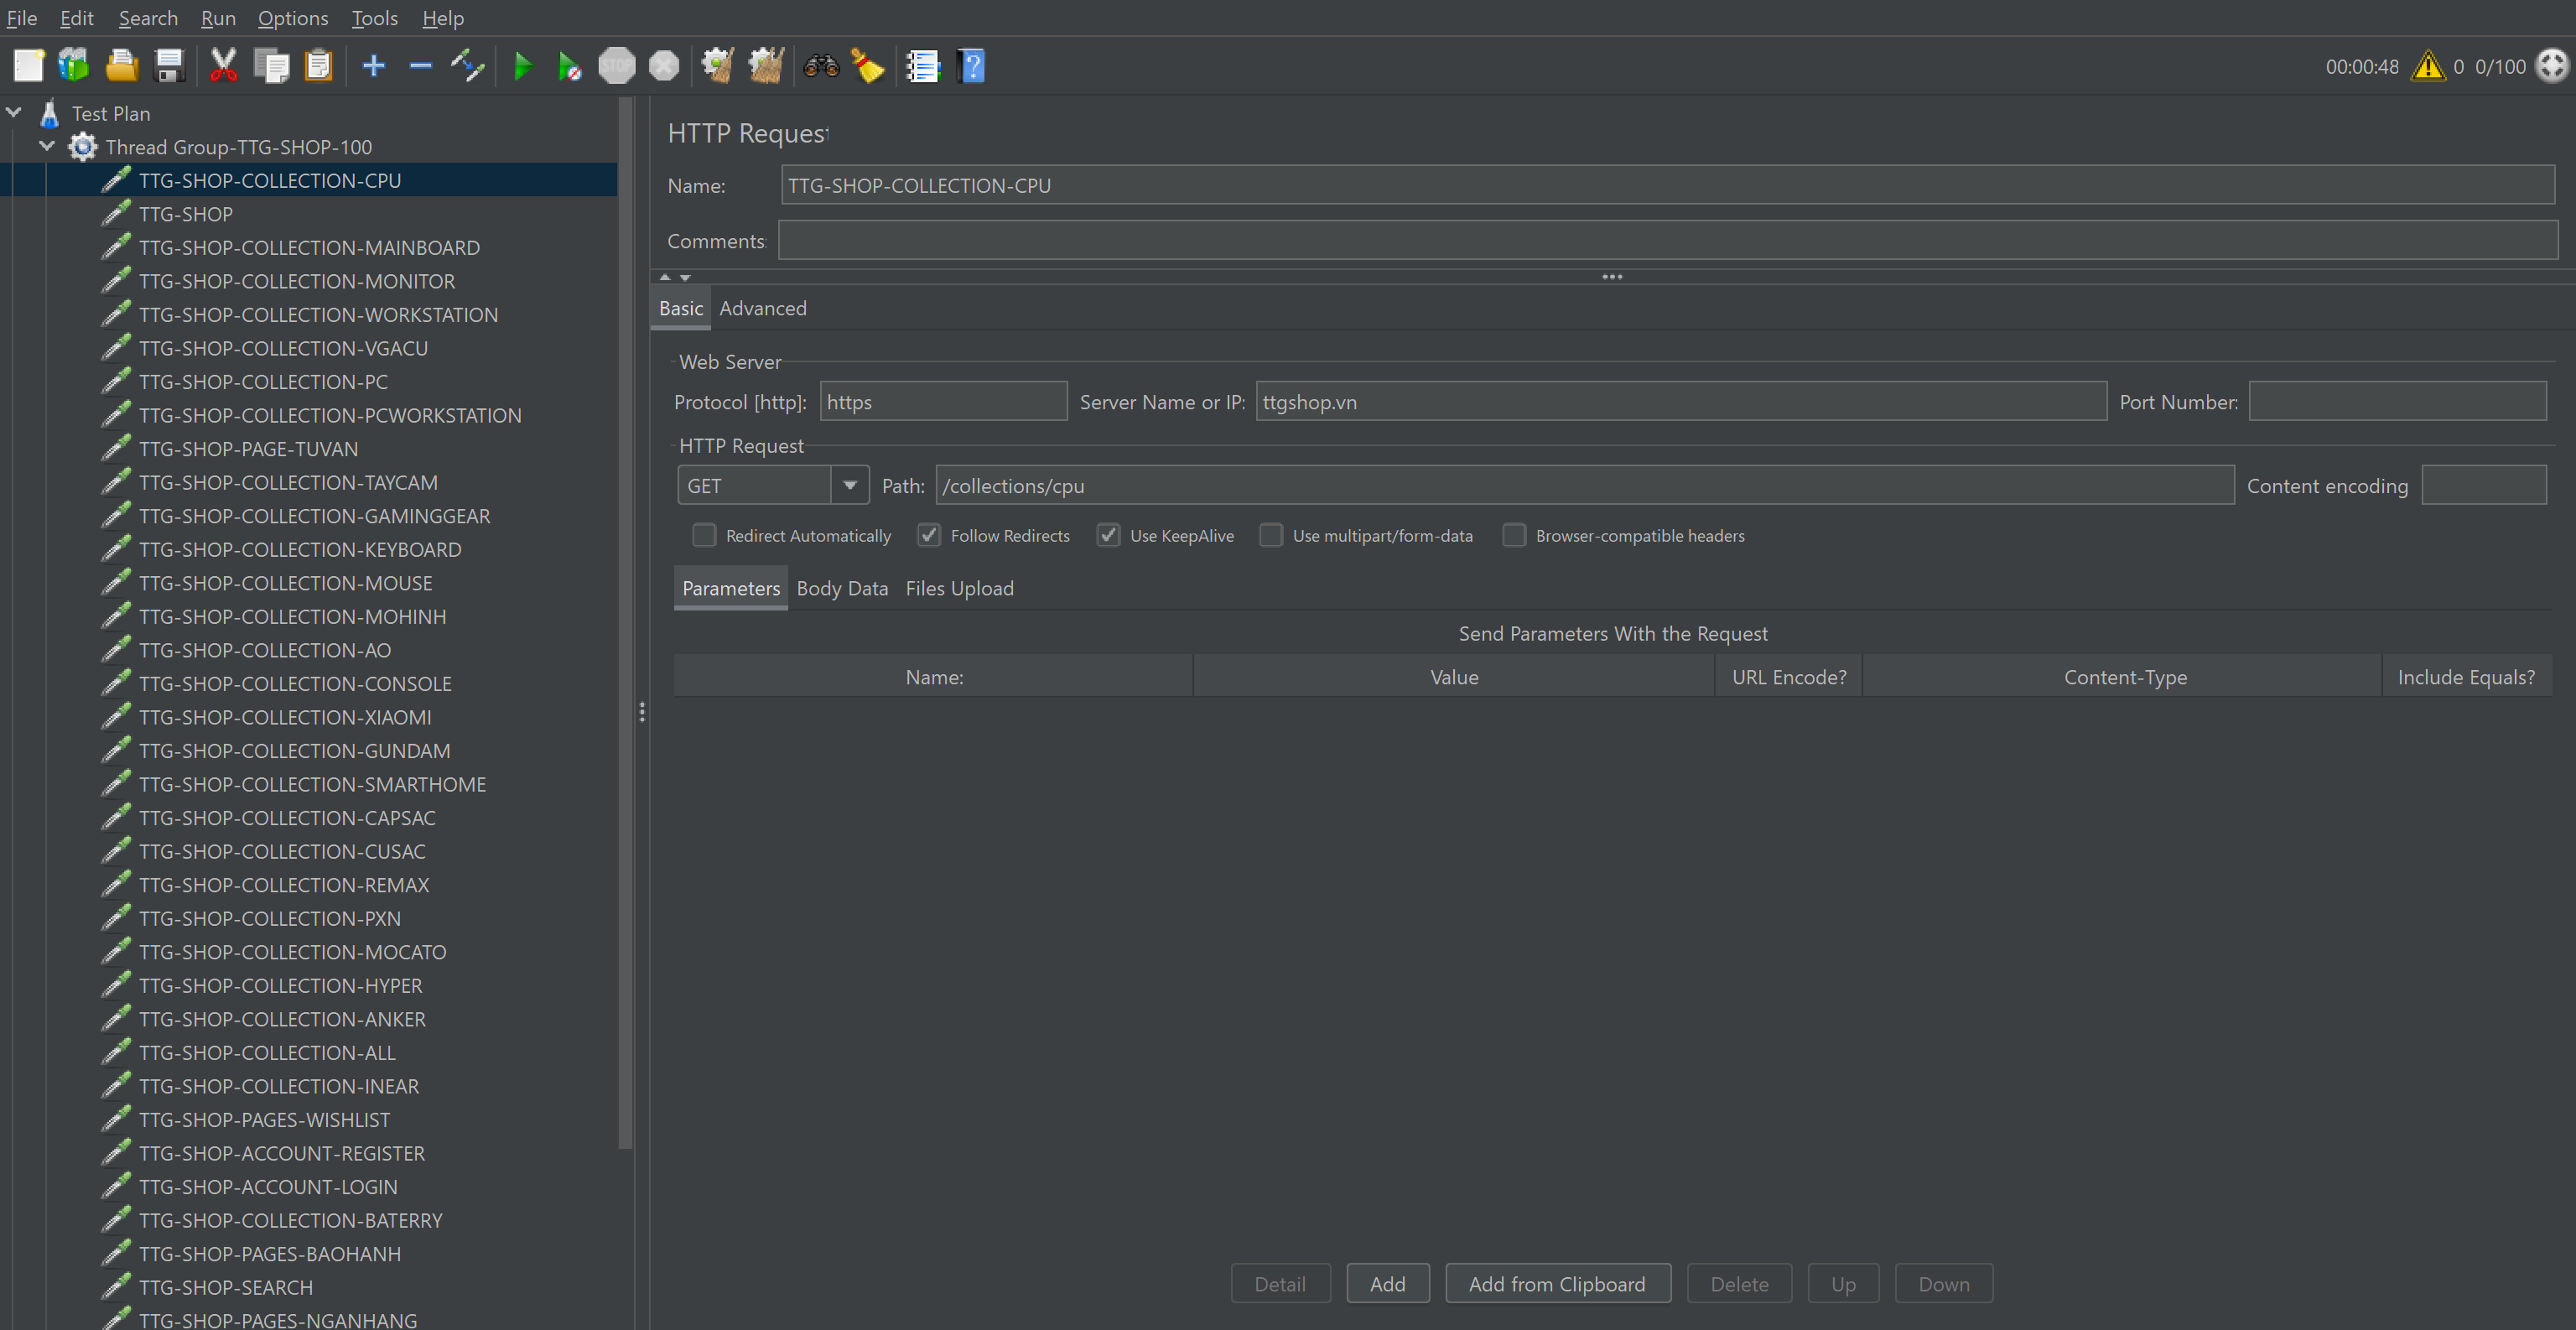 File Edit Search Run Options Tools Help
STOP
00:00:48 0 0/100
Test Plan
Thread Group-TTG-SHOP-100
TTG-SHOP-COLLECTION-CPU
TTG-SHOP
TTG-SHOP-COLLECTION-MAINBOARD
TTG-SHOP-COLLECTION-MONITOR
TTG-SHOP-COLLECTION-WORKSTATION
TTG-SHOP-COLLECTION-VGACU
TTG-SHOP-COLLECTION-PC
TTG-SHOP-COLLECTION-PCWORKSTATION
TTG-SHOP-PAGE-TUVAN
TTG-SHOP-COLLECTION-TAYCAM
TTG-SHOP-COLLECTION-GAMINGGEAR
TTG-SHOP-COLLECTION-KEYBOARD
TTG-SHOP-COLLECTION-MOUSE
TTG-SHOP-COLLECTION-MOHINH
TTG-SHOP-COLLECTION-AO
TTG-SHOP-COLLECTION-CONSOLE
TTG-SHOP-COLLECTION-XIAOMI
TTG-SHOP-COLLECTION-GUNDAM
TTG-SHOP-COLLECTION-SMARTHOME
TTG-SHOP-COLLECTION-CAPSAC
TTG-SHOP-COLLECTION-CUSAC
TTG-SHOP-COLLECTION-REMAX
TTG-SHOP-COLLECTION-PXN
TTG-SHOP-COLLECTION-MOCATO
TTG-SHOP-COLLECTION-HYPER
TTG-SHOP-COLLECTION-ANKER
TTG-SHOP-COLLECTION-ALL
TTG-SHOP-COLLECTION-INEAR
TTG-SHOP-PAGES-WISHLIST
TTG-SHOP-ACCOUNT-REGISTER
TTG-SHOP-ACCOUNT-LOGIN
TTG-SHOP-COLLECTION-BATERRY
TTG-SHOP-PAGES-BAOHANH
TTG-SHOP-SEARCH
TTG-SHOP-PAGES-NGANHANG
HTTP Request
Name: TTG-SHOP-COLLECTION-CPU
Comments:
Basic Advanced
Web Server
Protocol [http]: https Server Name or IP: ttgshop.vn Port Number:
HTTP Request
GET Path: /collections/cpu Content encoding
Redirect Automatically Follow Redirects Use KeepAlive Use multipart/form-data Browser-compatible headers
Parameters Body Data Files Upload
Send Parameters With the Request
Name: Value URL Encode? Content-Type Include Equals?
Detail Add Add from Clipboard Delete Up Down